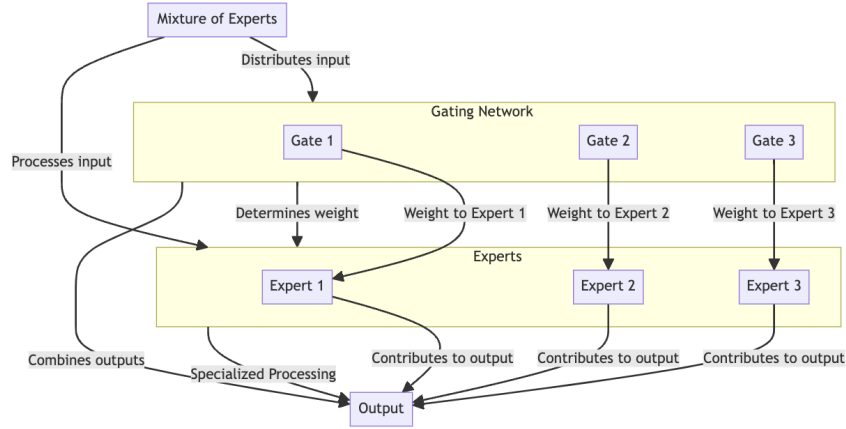 Mixture of Experts
Distributes input
Gating Network
Gate 1
Gate 2
Gate 3
Processes input
Determines weight
Weight to Expert 1
Weight to Expert 2
Weight to Expert 3
Experts
Expert 1
Expert 2
Expert 3
Combines outputs
Specialized Processing
Contributes to output
Contributes to output
Contributes to output
Output